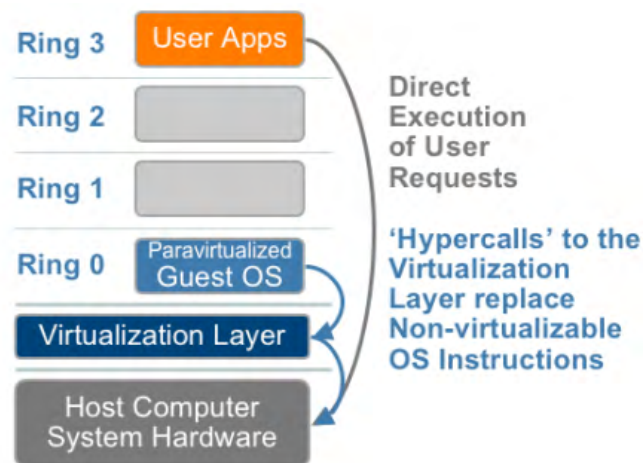 Ring 3
User Apps
Ring 2
Ring 1
Ring 0
Paravirtualized
Guest OS
Virtualization Layer
Host Computer
System Hardware
Direct
Execution
of User
Requests
‘Hypercalls’ to the
Virtualization
Layer replace
Non-virtualizable
OS Instructions